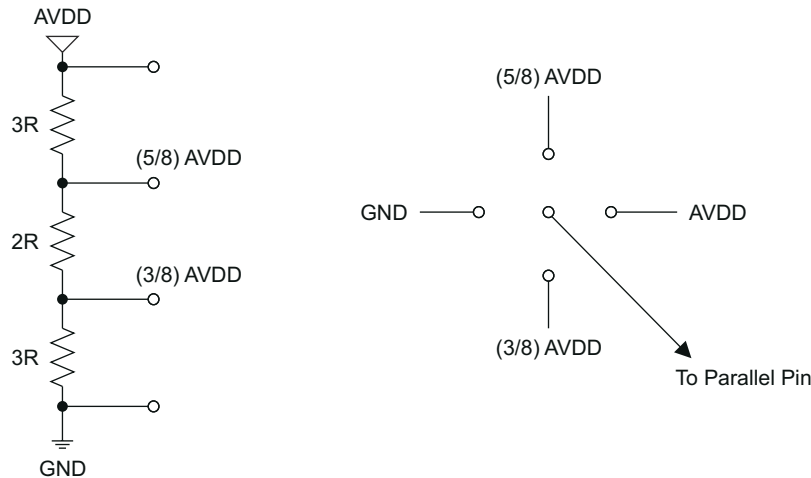 AVDD
3R
(5/8) AVDD
2R
(3/8) AVDD
3R
GND
(5/8) AVDD
GND
AVDD
(3/8) AVDD
To Parallel Pin